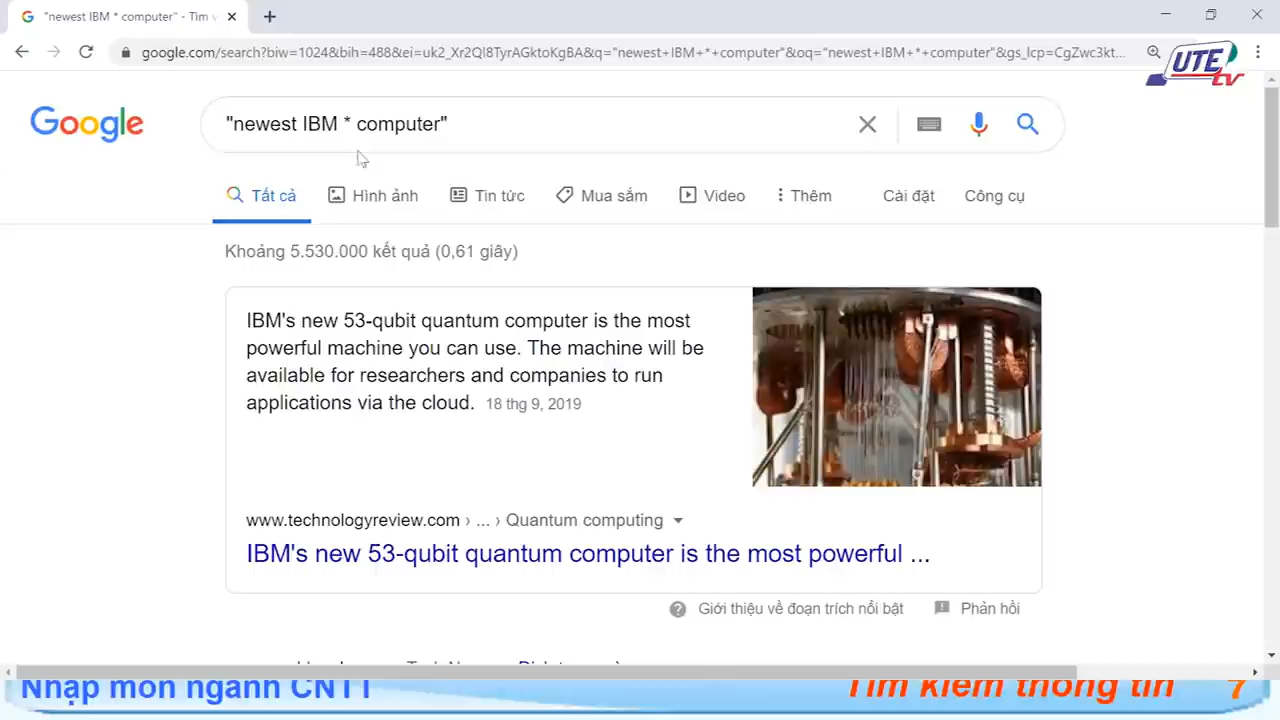 "newest IBM * computer" - Tìm v
google.com/search?biw=1024&bih=488&ei=uk2_Xr2Ol8TyrAGktoKgBA&q="newest+IBM+*+computer"&oq="newest+IBM+*+computer"&gs_lcp=CgZwc3kt...
UTE tv
Google
"newest IBM * computer"
Tất cả
Hình ảnh
Tin tức
Mua sắm
Video
Thêm
Cài đặt
Công cụ
Khoảng 5.530.000 kết quả (0,61 giây)
IBM's new 53-qubit quantum computer is the most
powerful machine you can use. The machine will be
available for researchers and companies to run
applications via the cloud. 18 thg 9, 2019
www.technologyreview.com › ... › Quantum computing
IBM's new 53-qubit quantum computer is the most powerful ...
Giới thiệu về đoạn trích nổi bật
Phản hồi
Nhập môn ngành CNTT
Tìm kiếm thông tin
7